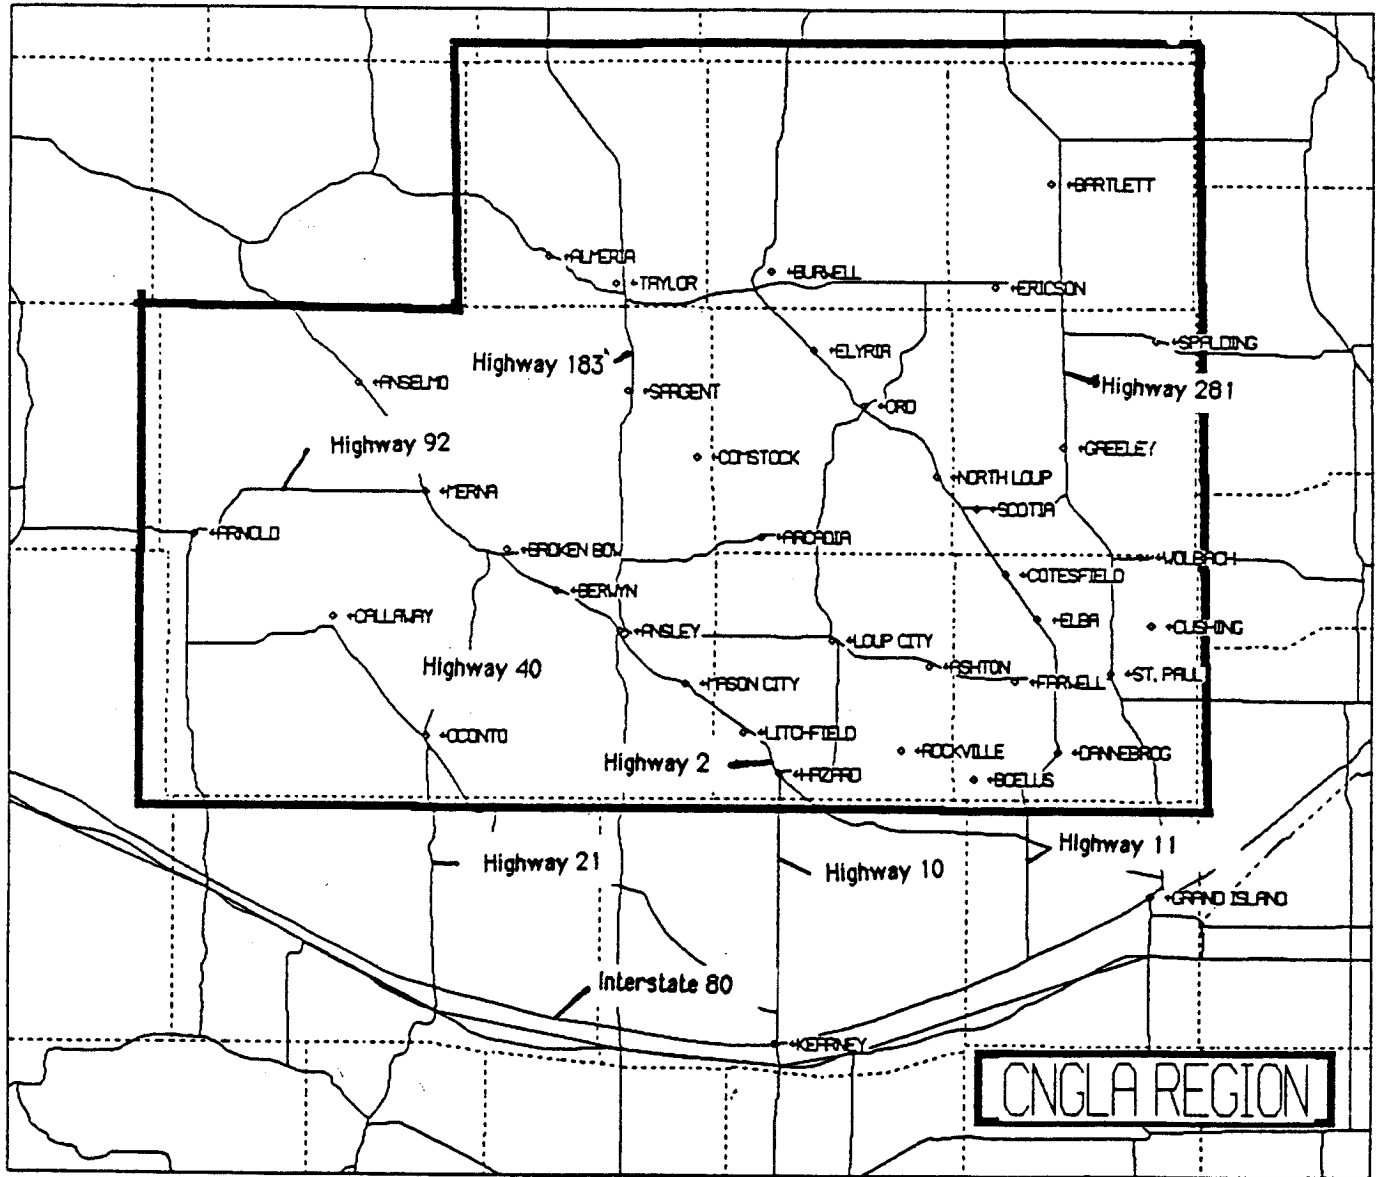 BARTLETT
ALMERIA
TAYLOR
BURWELL
ERICSON
SPALDING
ELYRIA
Highway 183
ANSELMO
SARGENT
Highway 281
ORD
Highway 92
COMSTOCK
GREELEY
NORTH LOUP
MERNA
SCOTIA
ARNOLD
BROKEN BOW
ARCADIA
WOLBACH
COTESFIELD
BERWYN
CALLAWAY
ELBA
CUSHING
ANSLEY
LOUP CITY
Highway 40
ASHTON
MASON CITY
FARWELL
ST. PAUL
OCONTO
LITCHFIELD
ROCKVILLE
DANNEBROG
Highway 2
HAZARD
BOELUS
Highway 21
Highway 10
Highway 11
GRAND ISLAND
Interstate 80
KEARNEY
CNGLA REGION